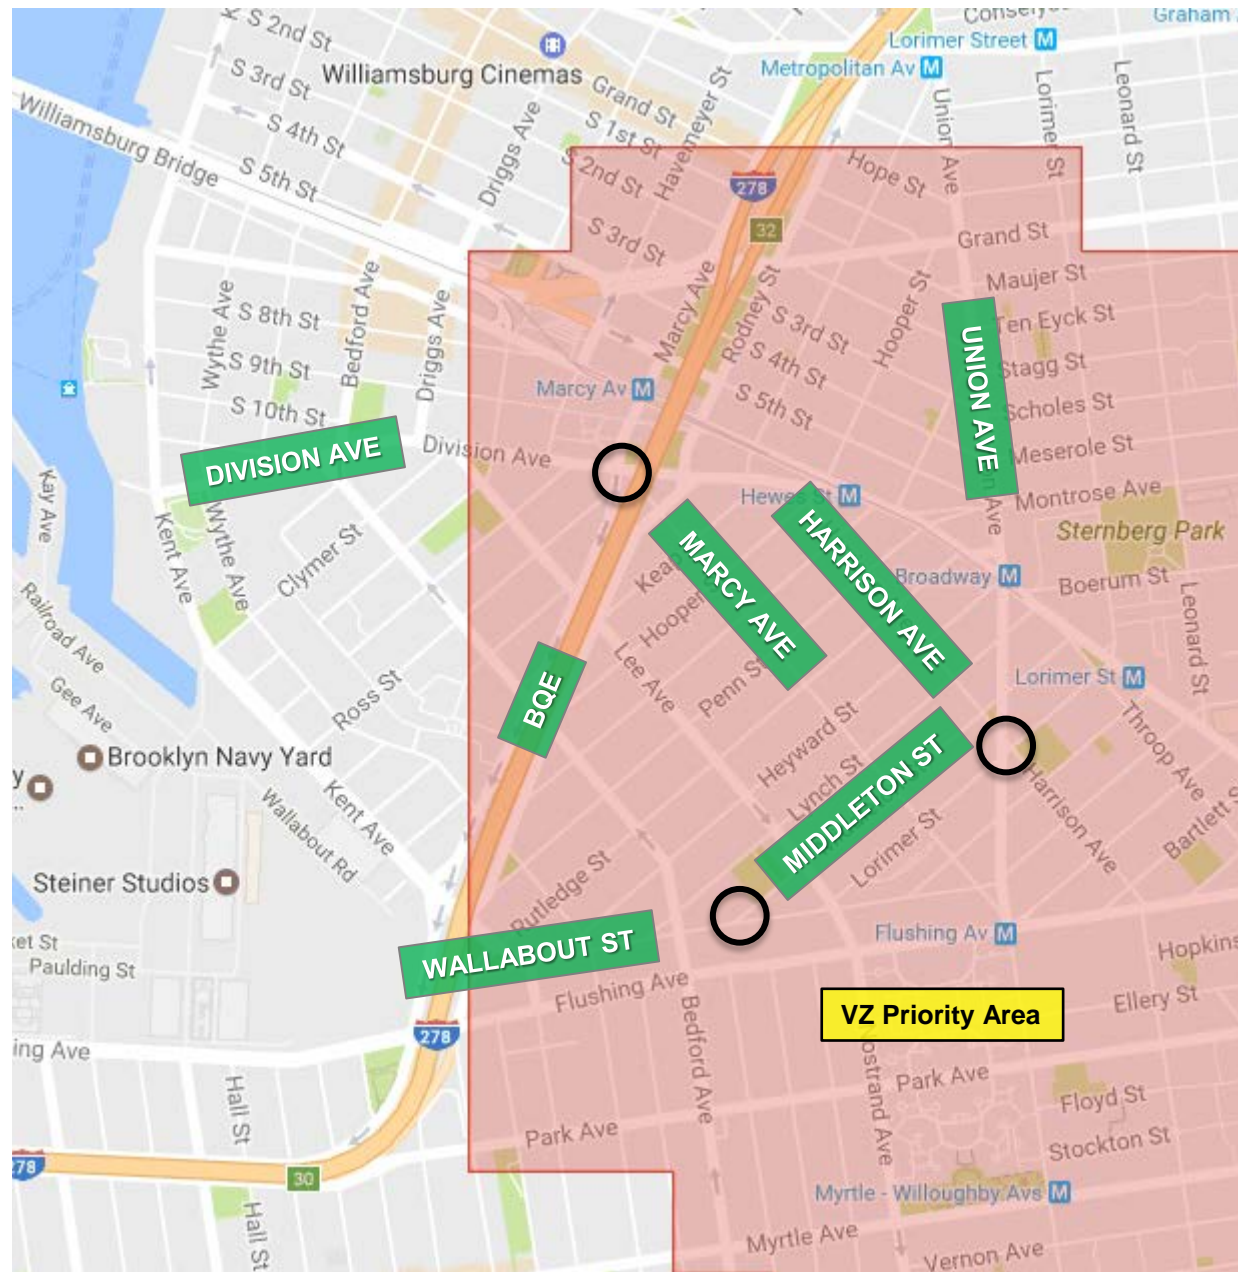 Consely
Graham
S 2nd St
Lorimer Street M
Williamsburg Cinemas
Metropolitan Av M
S 3rd St
Grand St
Havemeyer St
Union Ave
Lorimer St
Leonard St
Williamsburg Bridge
S 4th St
Driggs Ave
S 1st St
S 5th St
S 2nd St
278
Hope St
32
S 3rd St
Grand St
Wythe Ave
Bedford Ave
Driggs Ave
Marcy Ave
Rodney St
Hooper St
Maujer St
S 8th St
S 3rd St
UNION AVE
Ten Eyck St
S 9th St
S 4th St
Stagg St
Marcy Av M
S 10th St
S 5th St
Scholes St
DIVISION AVE
Division Ave
Meserole St
Kay Ave
Kent Ave
Wythe Ave
Hewes St M
Montrose Ave
Sternberg Park
Clymer St
MARCY AVE
HARRISON AVE
Broadway M
Boerum St
Leonard St
Railroad Ave
Hooper
Gee Ave
Ross St
BQE
Lee Ave
Penn St
Lorimer St M
Throop Ave
Brooklyn Navy Yard
Heyward St
Lynch St
MIDDLETON ST
Harrison Ave
Bartlett S
Wallabout Rd
Kent Ave
Lorimer St
Steiner Studios
Rutledge St
WALLABOUT ST
Flushing Av M
ket St
Paulding St
Flushing Ave
Hopkins
Ellery St
VZ Priority Area
278
ing Ave
Bedford Ave
Nostrand Ave
Park Ave
Floyd St
Hall St
Park Ave
Stockton St
278
30
Myrtle - Willoughby Avs M
Hall St
Myrtle Ave
Vernon Ave